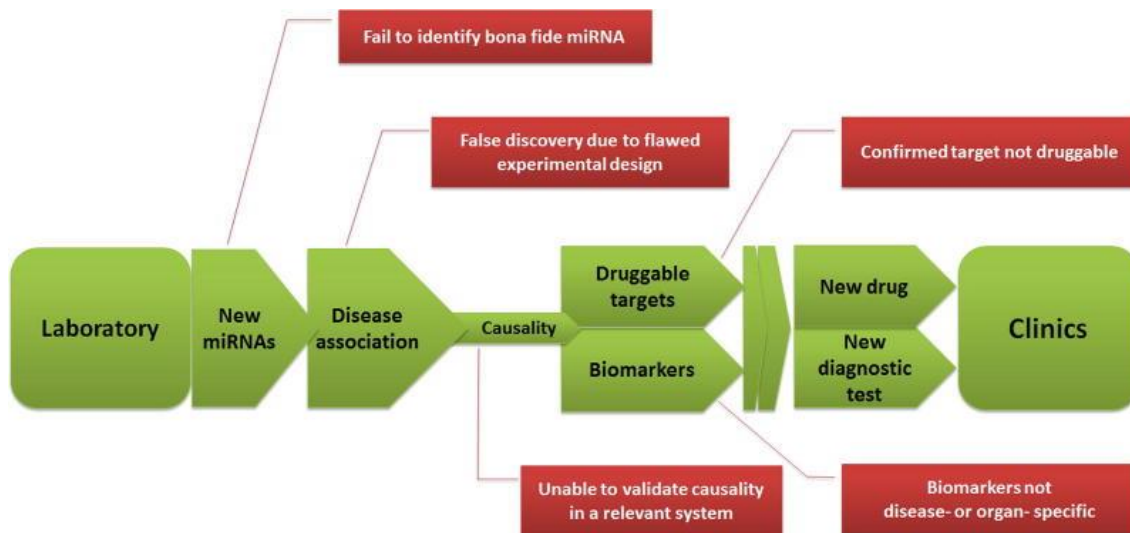 Fail to identify bona fide miRNA
False discovery due to flawed
experimental design
Confirmed target not druggable
Laboratory
New
miRNAs
Disease
association
Causality
Druggable
targets
Biomarkers
New drug
New
diagnostic
test
Clinics
Unable to validate causality
in a relevant system
Biomarkers not
disease- or organ- specific